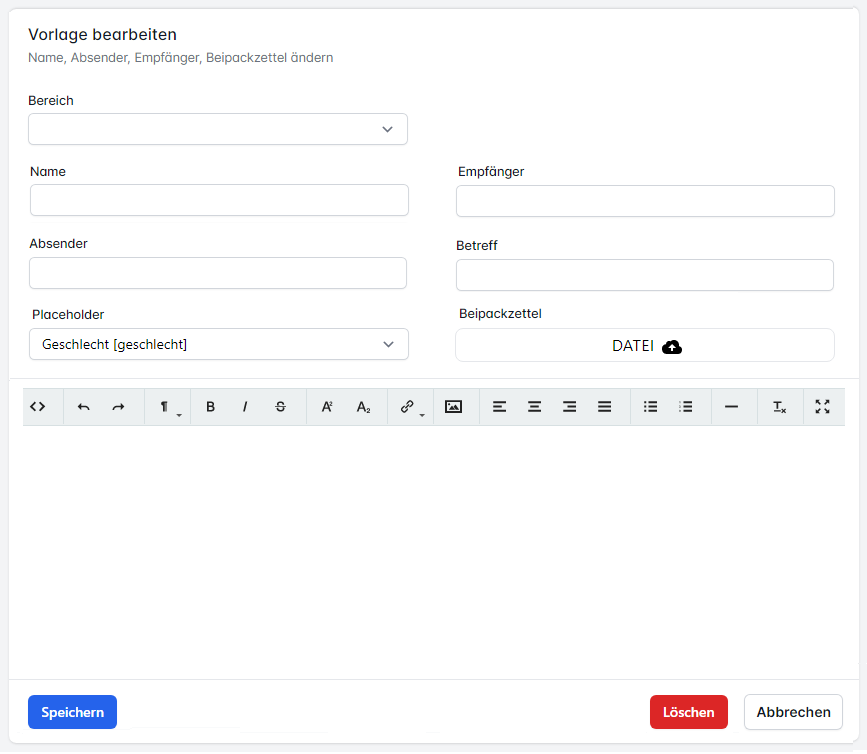 Vorlage bearbeiten
Name, Absender, Empfänger, Beipackzettel ändern
Bereich
Name
Empfänger
Absender
Betreff
Placeholder
Beipackzettel
Geschlecht [geschlecht]
DATEI
Speichern
Löschen
Abbrechen